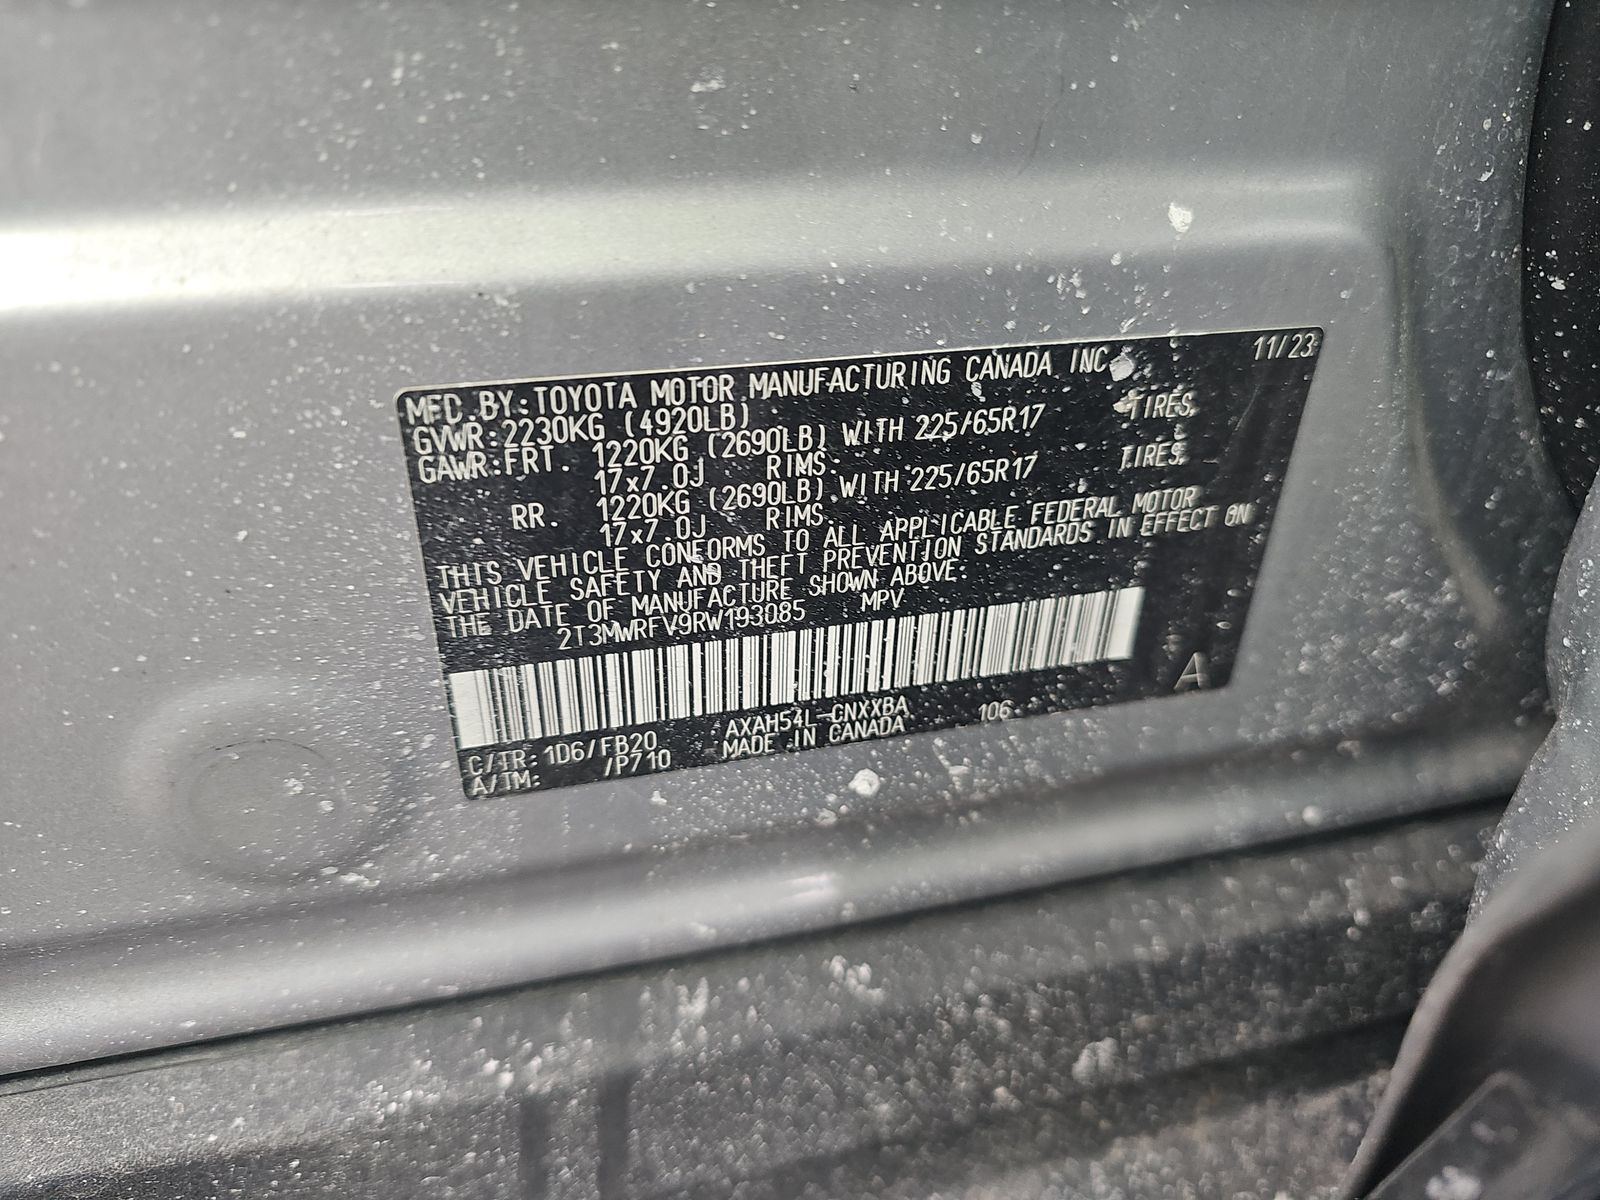 11/23
MFD. BY: TOYOTA MOTOR MANUFACTURING CANADA INC.
GVWR: 2230KG (4920LB)
GAWR: FRT. 1220KG (2690LB) WITH 225/65R17 TIRES,
17x7.0J RIMS.
RR. 1220KG (2690LB) WITH 225/65R17 TIRES,
17x7.0J RIMS.
THIS VEHICLE CONFORMS TO ALL APPLICABLE FEDERAL MOTOR
VEHICLE SAFETY AND THEFT PREVENTION STANDARDS IN EFFECT ON
THE DATE OF MANUFACTURE SHOWN ABOVE.
2T3MWRFV9RW193085 MPV
A
C/TR: 1D6/FB20 AXAH54L-CNXXBA 106
A/TM: /P710 MADE IN CANADA